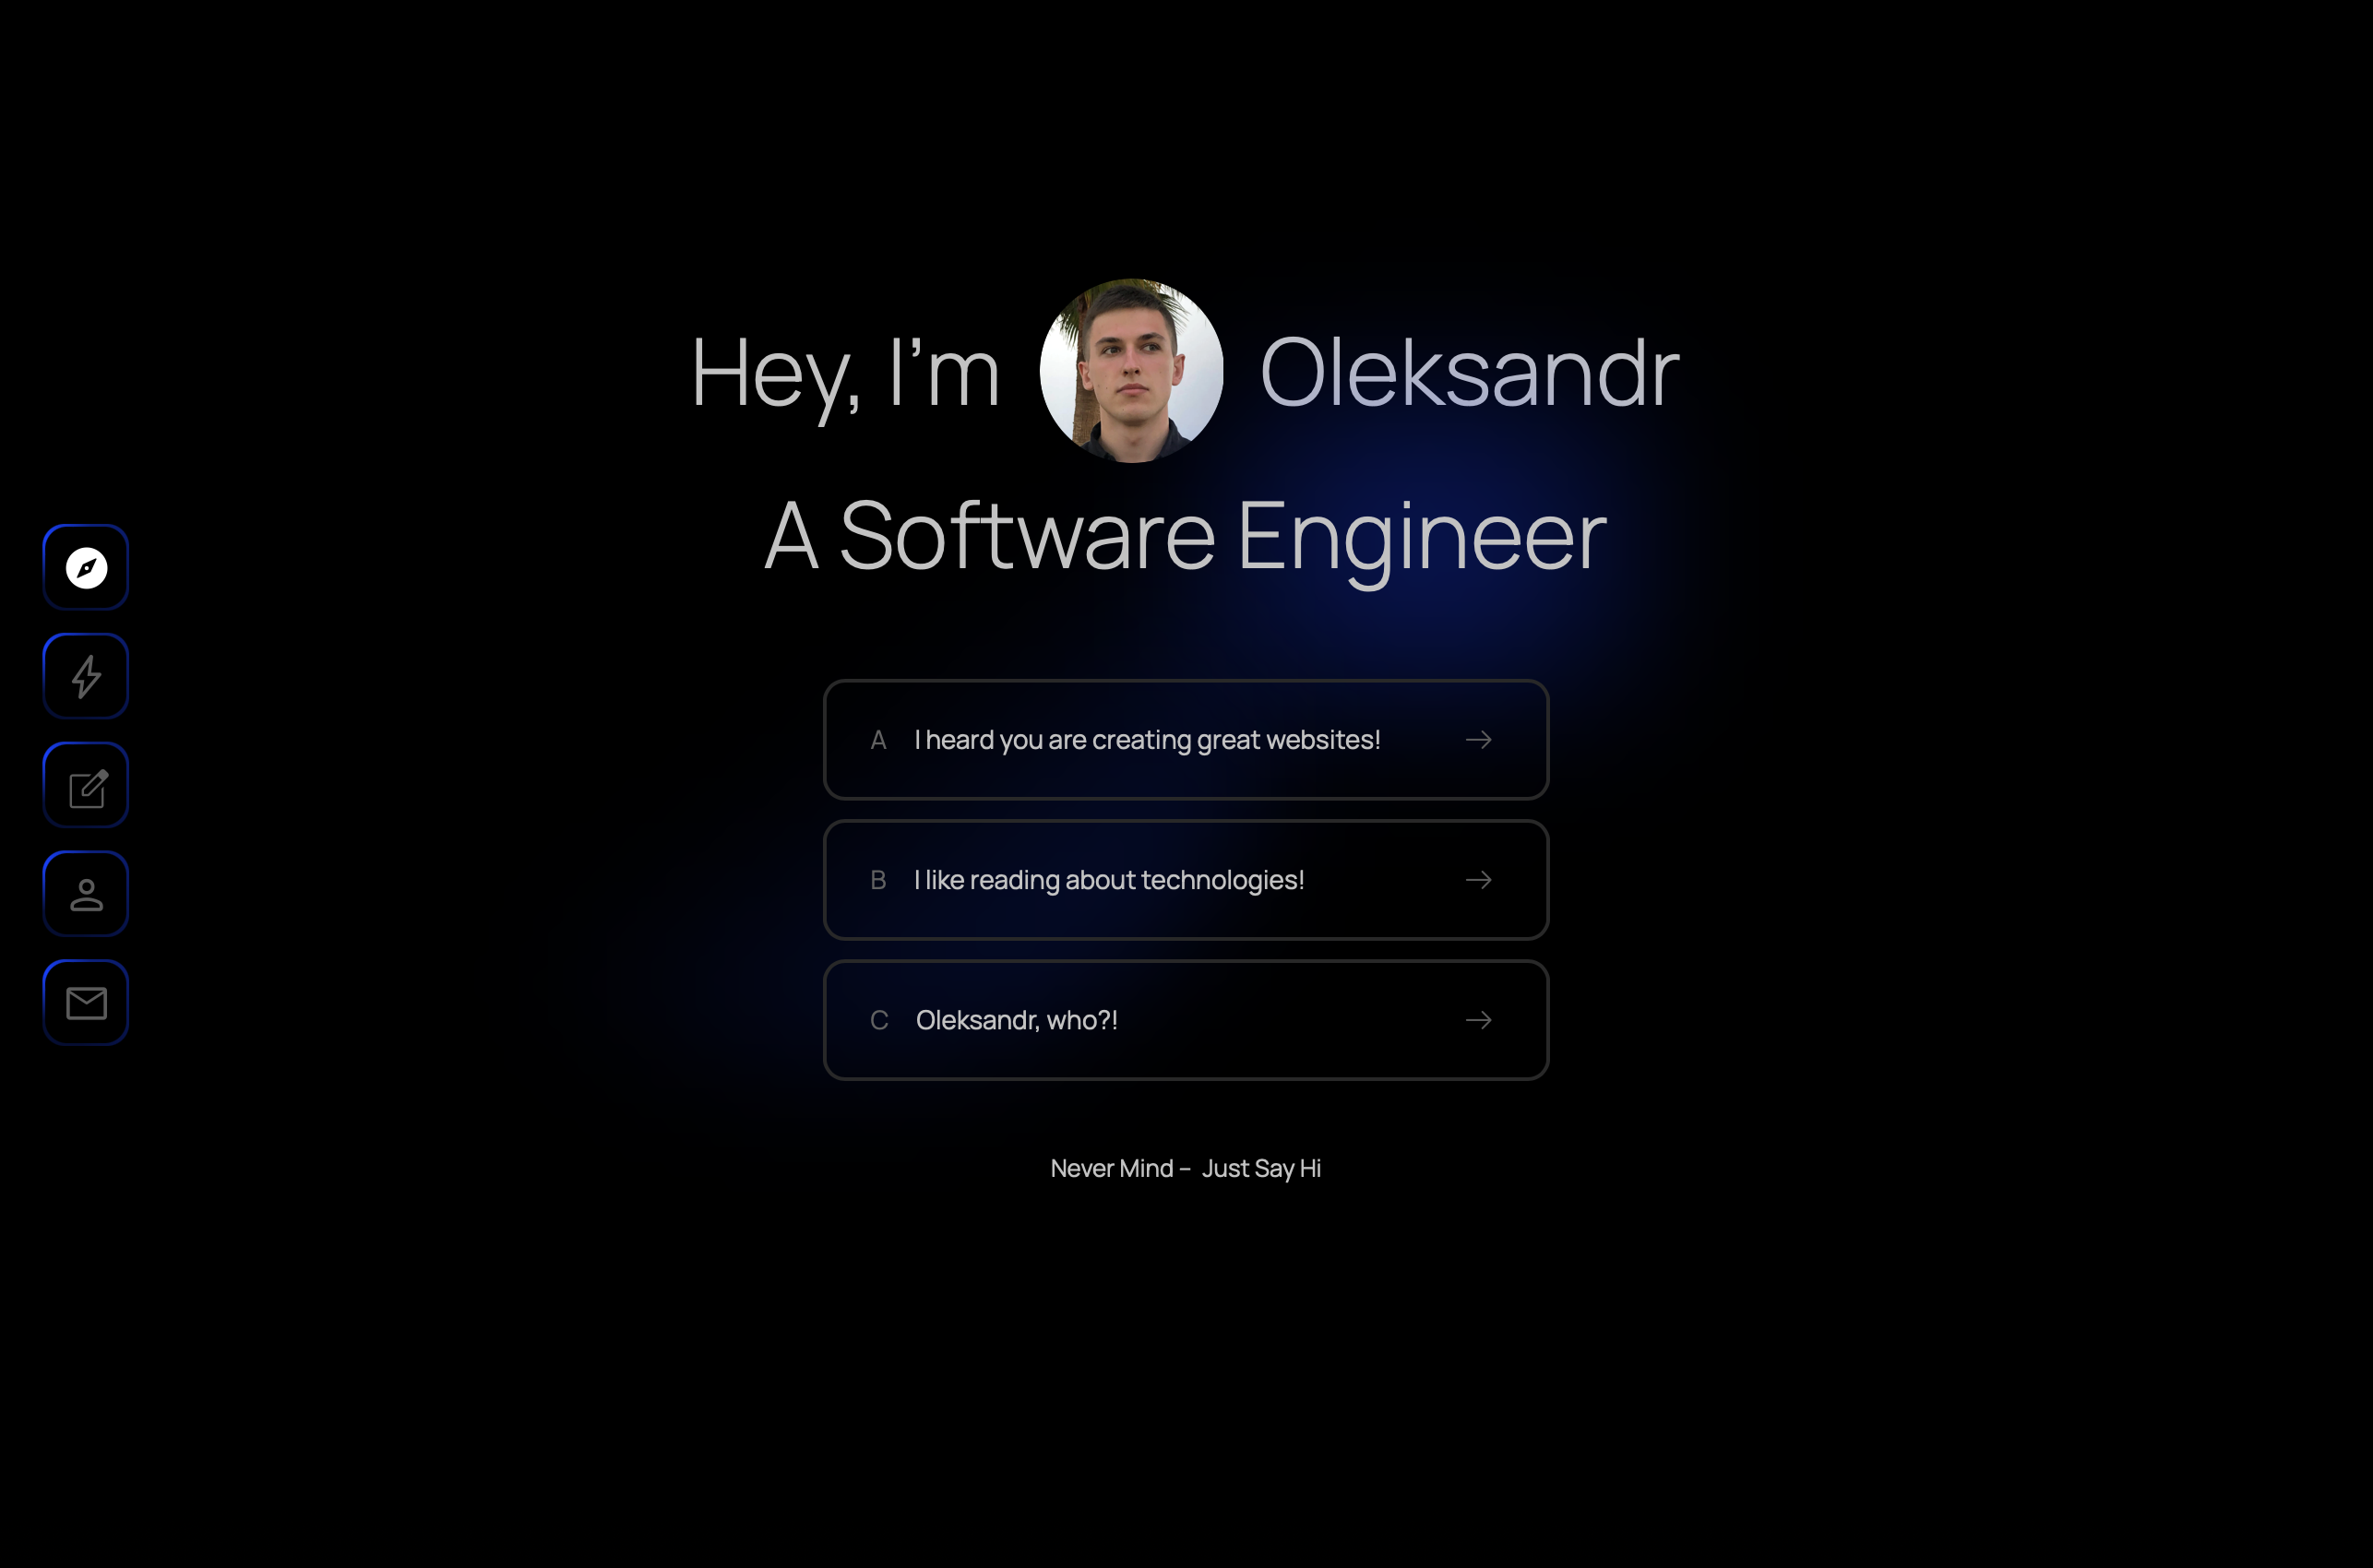 Hey, I’m Oleksandr
A Software Engineer
A I heard you are creating great websites!
B I like reading about technologies!
C Oleksandr, who?!
Never Mind – Just Say Hi